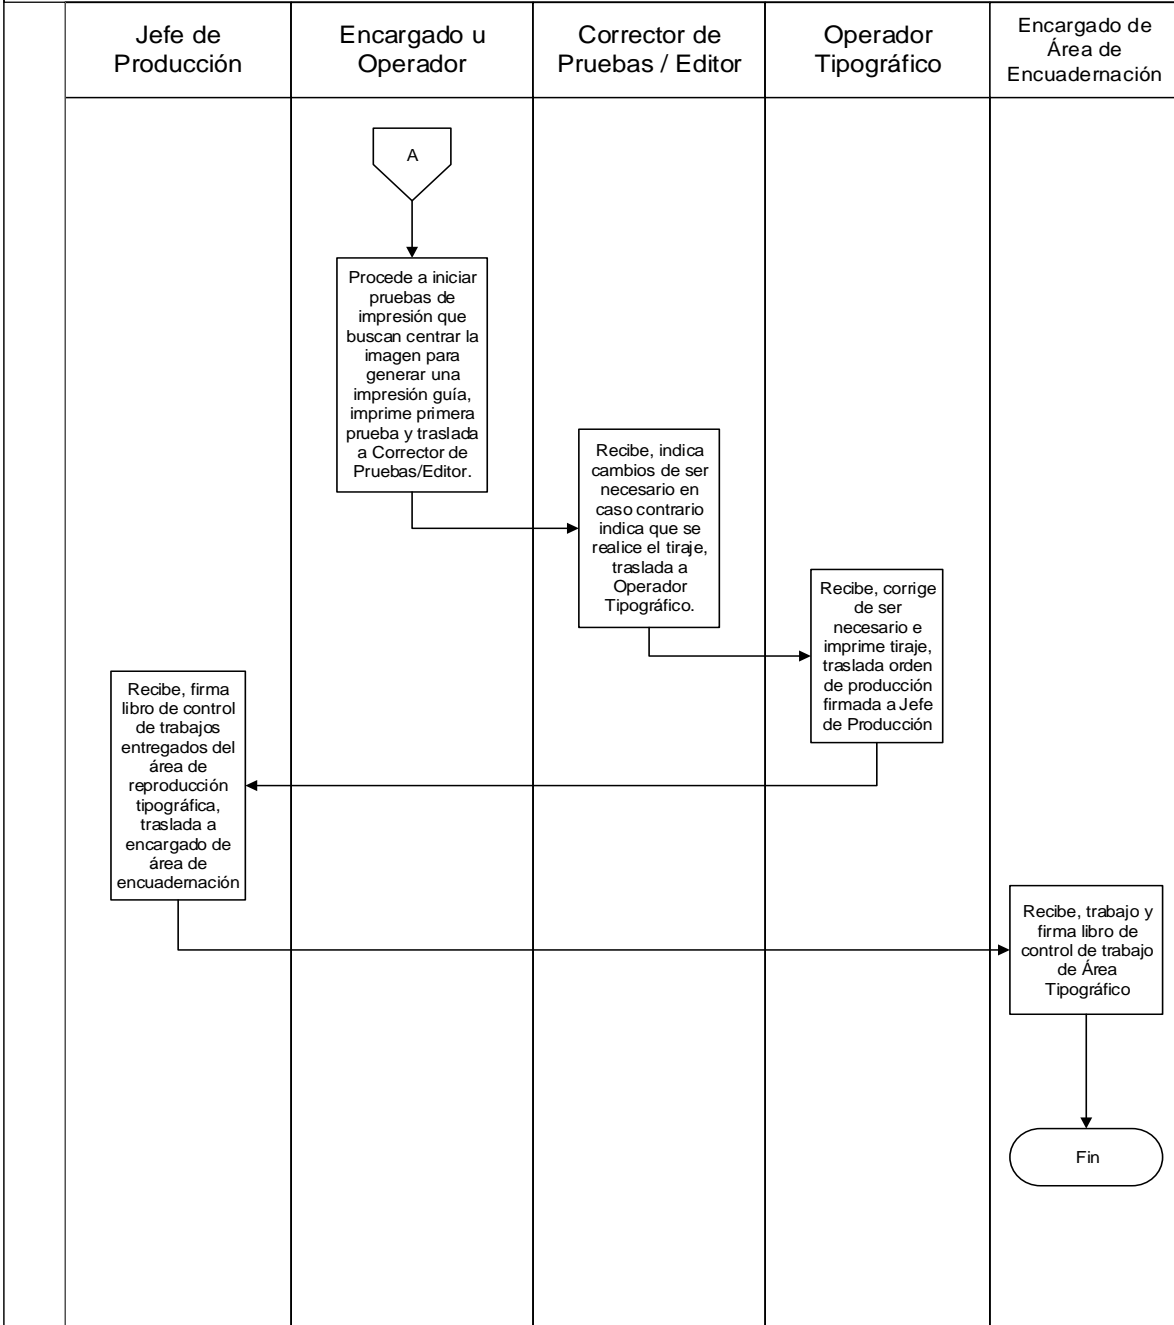 Jefe de
Producción
Encargado u
Operador
Corrector de
Pruebas / Editor
Operador
Tipográfico
Encargado de
Área de
Encuadernación
A
Procede a iniciar
pruebas de
impresión que
buscan centrar la
imagen para
generar una
impresión guía,
imprime primera
prueba y traslada
a Corrector de
Pruebas/Editor.
Recibe, indica
cambios de ser
necesario en
caso contrario
indica que se
realice el tiraje,
traslada a
Operador
Tipográfico.
Recibe, corrige
de ser
necesario e
imprime tiraje,
traslada orden
de producción
firmada a Jefe
de Producción
Recibe, firma
libro de control
de trabajos
entregados del
área de
reproducción
tipográfica,
traslada a
encargado de
área de
encuadernación
Recibe, trabajo y
firma libro de
control de trabajo
de Área
Tipográfico
Fin